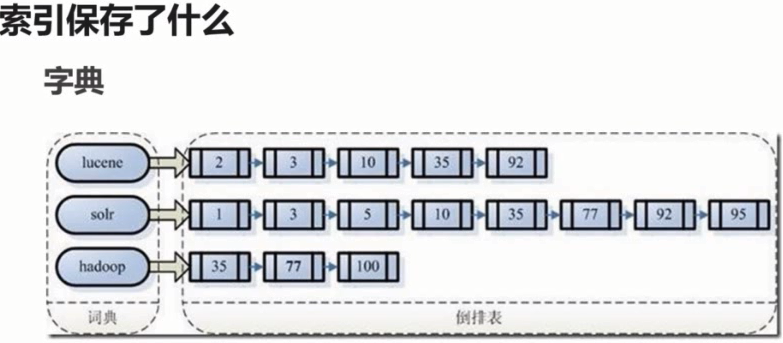 索引保存了什么
字典
lucene 2 3 10 35 92
solr 1 3 5 10 35 77 92 95
hadoop 35 77 100
词典 倒排表